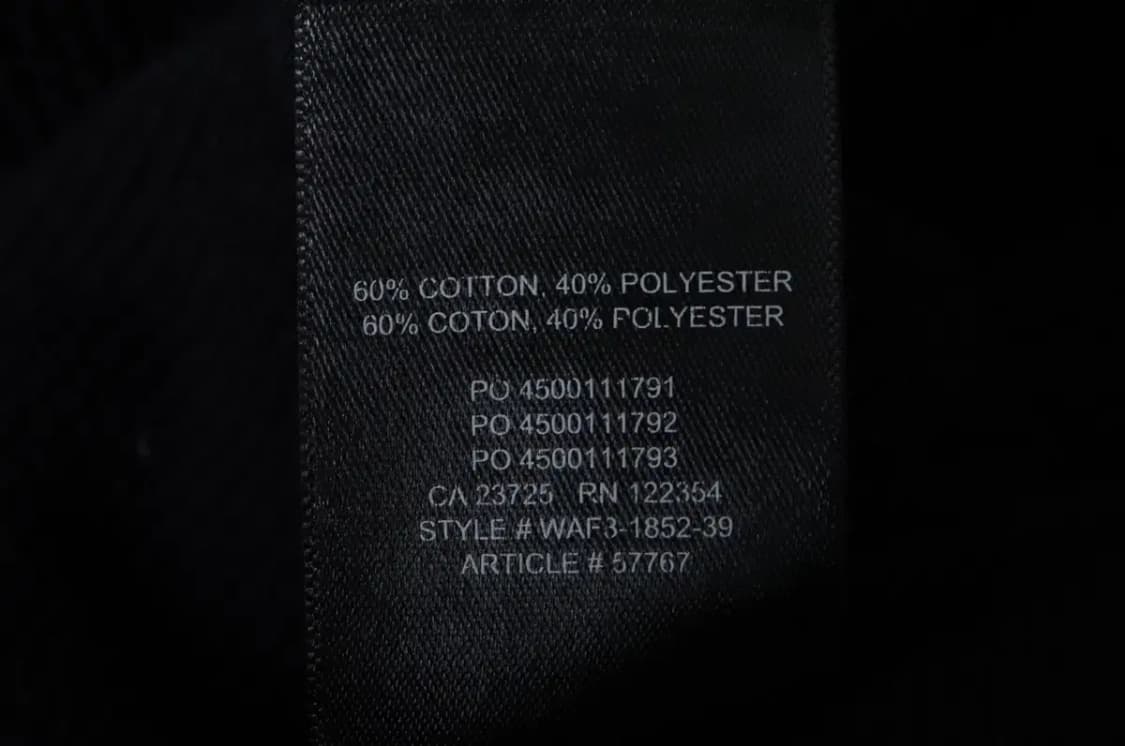 60% COTTON, 40% POLYESTER
60% COTON, 40% POLYESTER
PO 4500111791
PO 4500111792
PO 4500111793
CA 23725 RN 122354
STYLE # WAF3-1852-39
ARTICLE # 57767